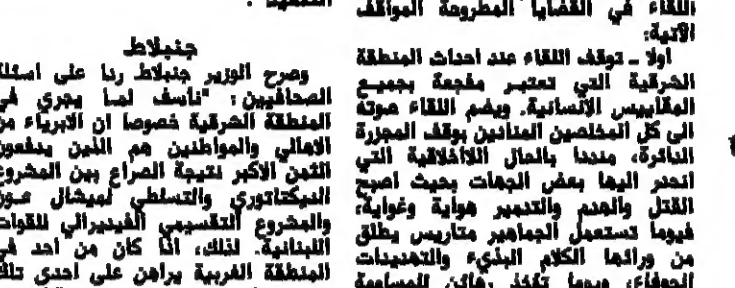 اللقاء في القضايا المطروحة المواقف
الآتية:
اولا ـ توقف اللقاء عند احداث المنطقة
الشرقية التي تعتبر مفجعة بجميع
المقاييس الانسانية. ويضم اللقاء صوته
الى كل المخلصين المنادين بوقف المجزرة
الدائرة، منددا بالحال اللااخلاقية التي
انحدر اليها بعض الجهات بحيث اصبح
القتل والهدم والتدمير هواية وغواية،
فيوما تستعمل الجماهير متاريس يطلق
من ورائها الكلام البذيء والتهديدات
الجوفاء، ويوما تؤخذ رهائن للمساومة
جنبلاط
وصرح الوزير جنبلاط ردا على اسئلة
الصحافيين: "نأسف لما يجري في
المنطقة الشرقية خصوصا ان الابرياء من
الاهالي والمواطنين هم الذين يدفعون
الثمن الاكبر نتيجة الصراع بين المشروع
الديكتاتوري والتسلطي لميشال عون
والمشروع التقسيمي الفيديرالي للقوات
اللبنانية. لذلك، اذا كان من احد في
المنطقة الغربية يراهن على احدى تلك